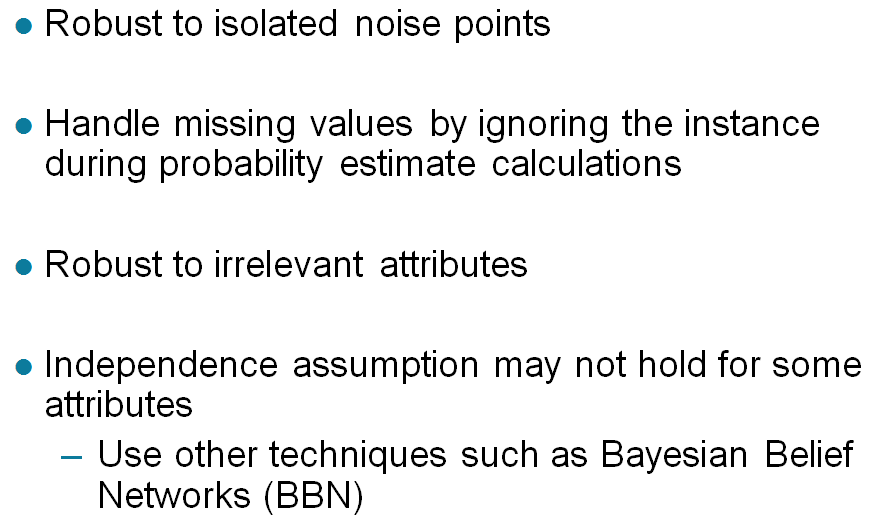 ● Robust to isolated noise points
● Handle missing values by ignoring the instance
during probability estimate calculations
● Robust to irrelevant attributes
● Independence assumption may not hold for some
attributes
– Use other techniques such as Bayesian Belief
Networks (BBN)